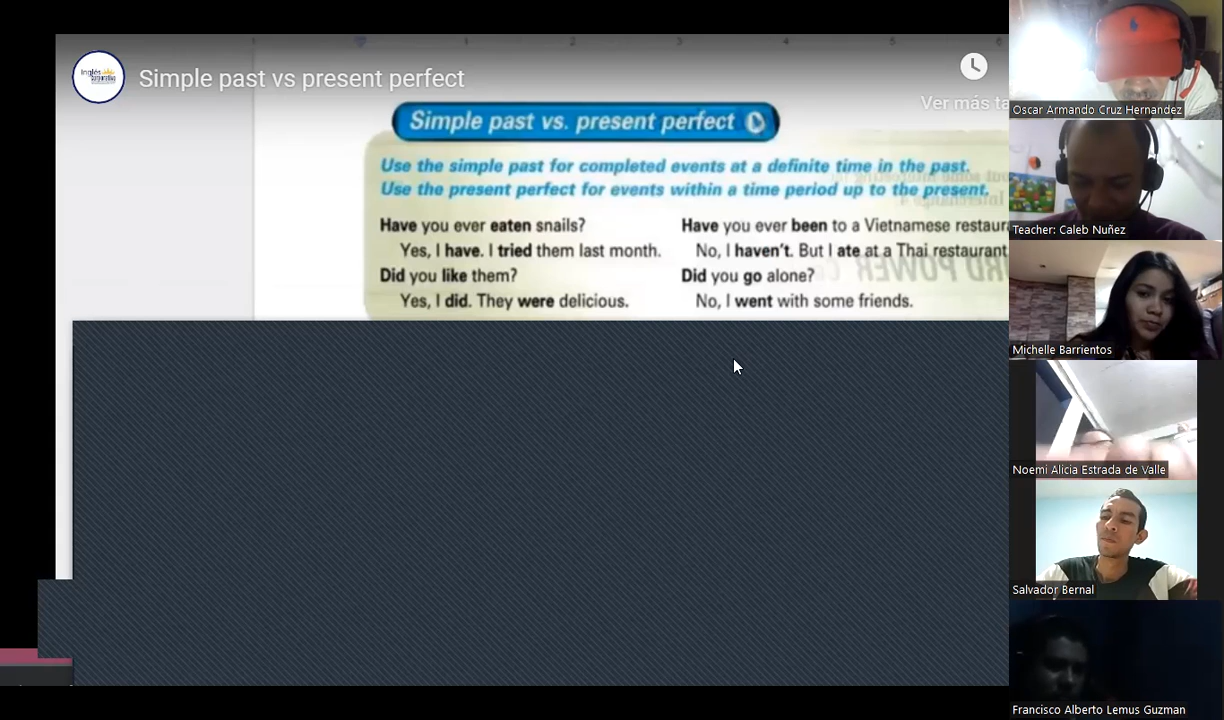 Inglés
Simple past vs present perfect
Ver más ta
Simple past vs. present perfect
Use the simple past for completed events at a definite time in the past.
Use the present perfect for events within a time period up to the present.
Have you ever eaten snails?
Yes, I have. I tried them last month.
Did you like them?
Yes, I did. They were delicious.
Have you ever been to a Vietnamese restaura
No, I haven't. But I ate at a Thai restaurant
Did you go alone?
No, I went with some friends.
Oscar Armando Cruz Hernandez
Teacher: Caleb Nuñez
Michelle Barrientos
Noemi Alicia Estrada de Valle
Salvador Bernal
Francisco Alberto Lemus Guzman